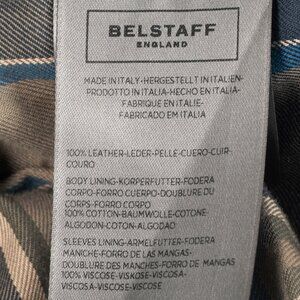 BELSTAFF
ENGLAND
MADE IN ITALY-HERGESTELLT IN ITALIEN-
PRODOTTO IN ITALIA-HECHO EN ITALIA-
FABRIQUE EN ITALIE-
FABRICADO EM ITALIA
100% LEATHER-LEDER-PELLE-CUERO-CUIR-
COURO
BODY LINING-KORPERFUTTER-FODERA
CORPO-FORRO CUERPO-DOUBLURE DU
CORPS-FORRO CORPO
100% COTTON-BAUMWOLLE-COTONE-
ALGODON-COTON-ALGODAO
SLEEVES LINING-ARMELFUTTER-FODERA
MANICHE-FORRO DE LAS MANGAS-
DOUBLURE DES MANCHES-FORRO DE MANGAS
100% VISCOSE-VISKOSE-VISCOSA-
VISCOSA-VISCOSE-VISCOSE